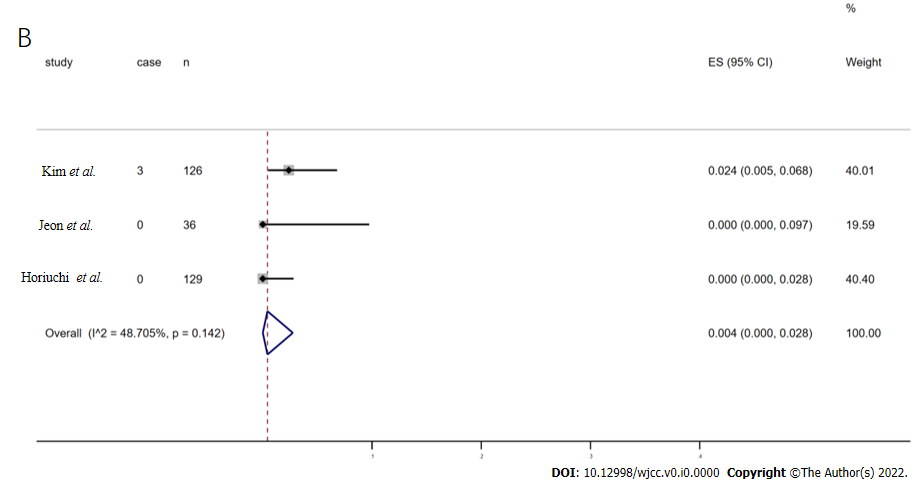 %
B
study case n ES (95% CI) Weight
Kim et al. 3 126 0.024 (0.005, 0.068) 40.01
Jeon et al. 0 36 0.000 (0.000, 0.097) 19.59
Horiuchi et al. 0 129 0.000 (0.000, 0.028) 40.40
Overall (I^2 = 48.705%, p = 0.142) 0.004 (0.000, 0.028) 100.00
.1 .2 .3 .4
DOI: 10.12998/wjcc.v0.i0.0000 Copyright ©The Author(s) 2022.